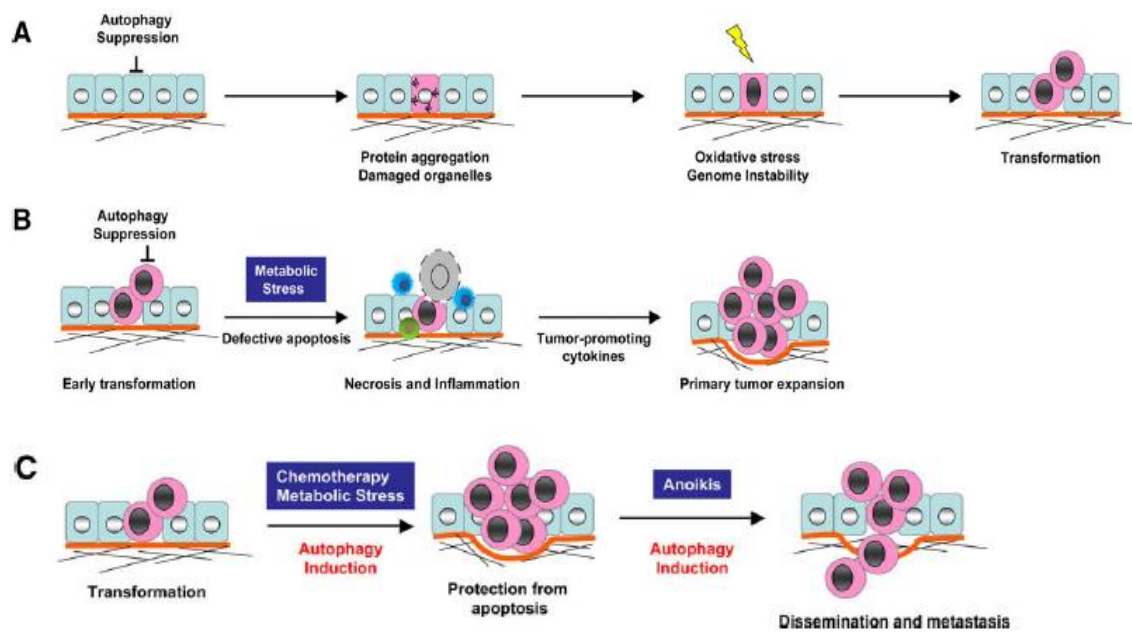 A
Autophagy
Suppression
Protein aggregation
Damaged organelles
Oxidative stress
Genome Instability
Transformation
B
Autophagy
Suppression
Early transformation
Metabolic
Stress
Defective apoptosis
Necrosis and Inflammation
Tumor-promoting
cytokines
Primary tumor expansion
C
Transformation
Chemotherapy
Metabolic Stress
Autophagy
Induction
Protection from
apoptosis
Anoikis
Autophagy
Induction
Dissemination and metastasis